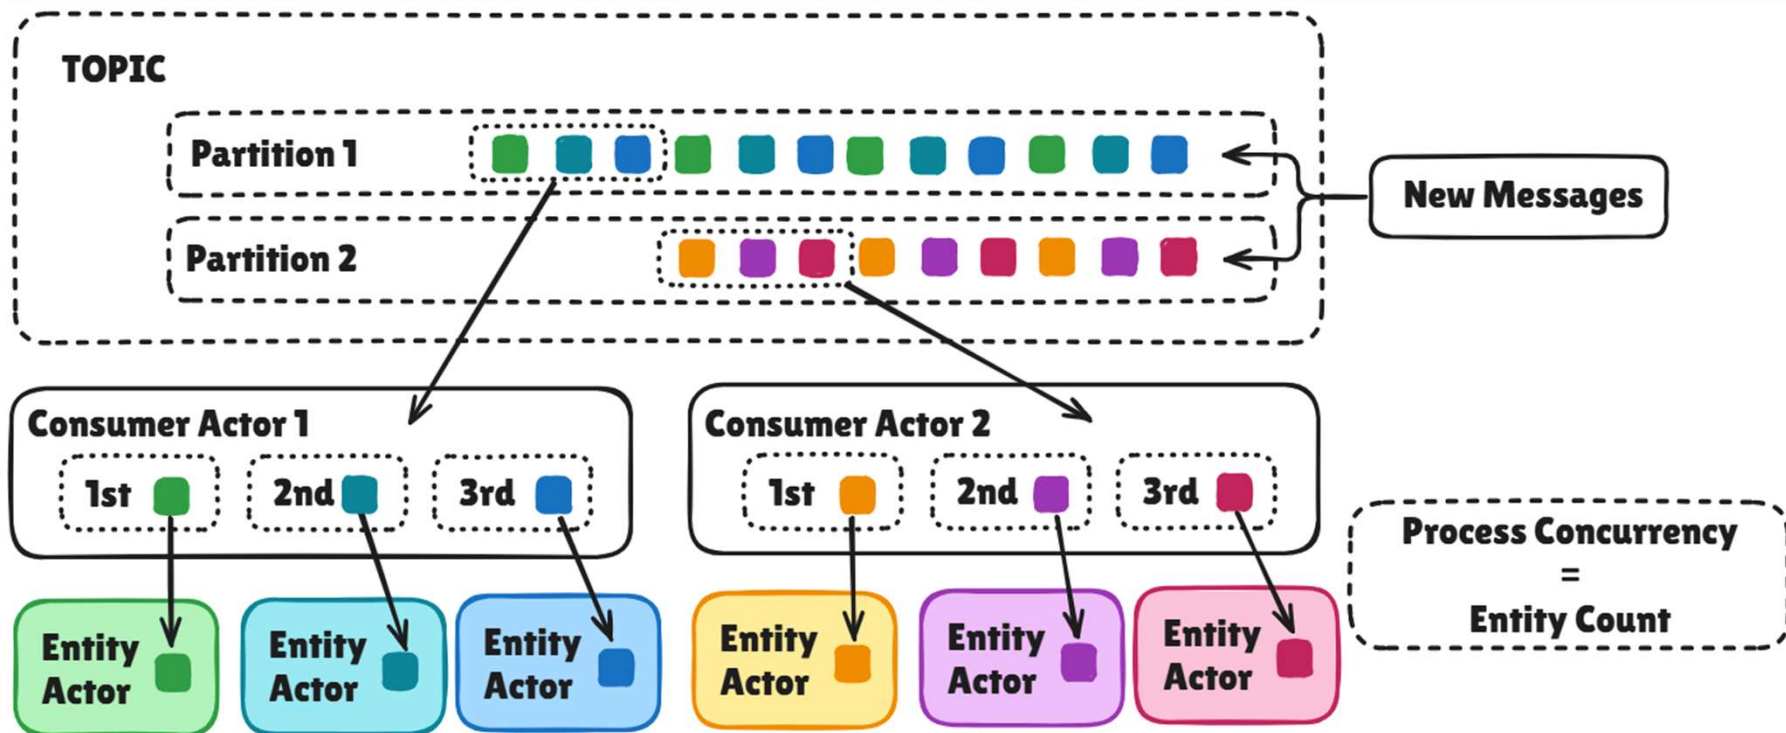 TOPIC
Partition 1
New Messages
Partition 2
Consumer Actor 1
Consumer Actor 2
1st
2nd
3rd
1st
2nd
3rd
Process Concurrency
=
Entity Count
Entity
Actor
Entity
Actor
Entity
Actor
Entity
Actor
Entity
Actor
Entity
Actor